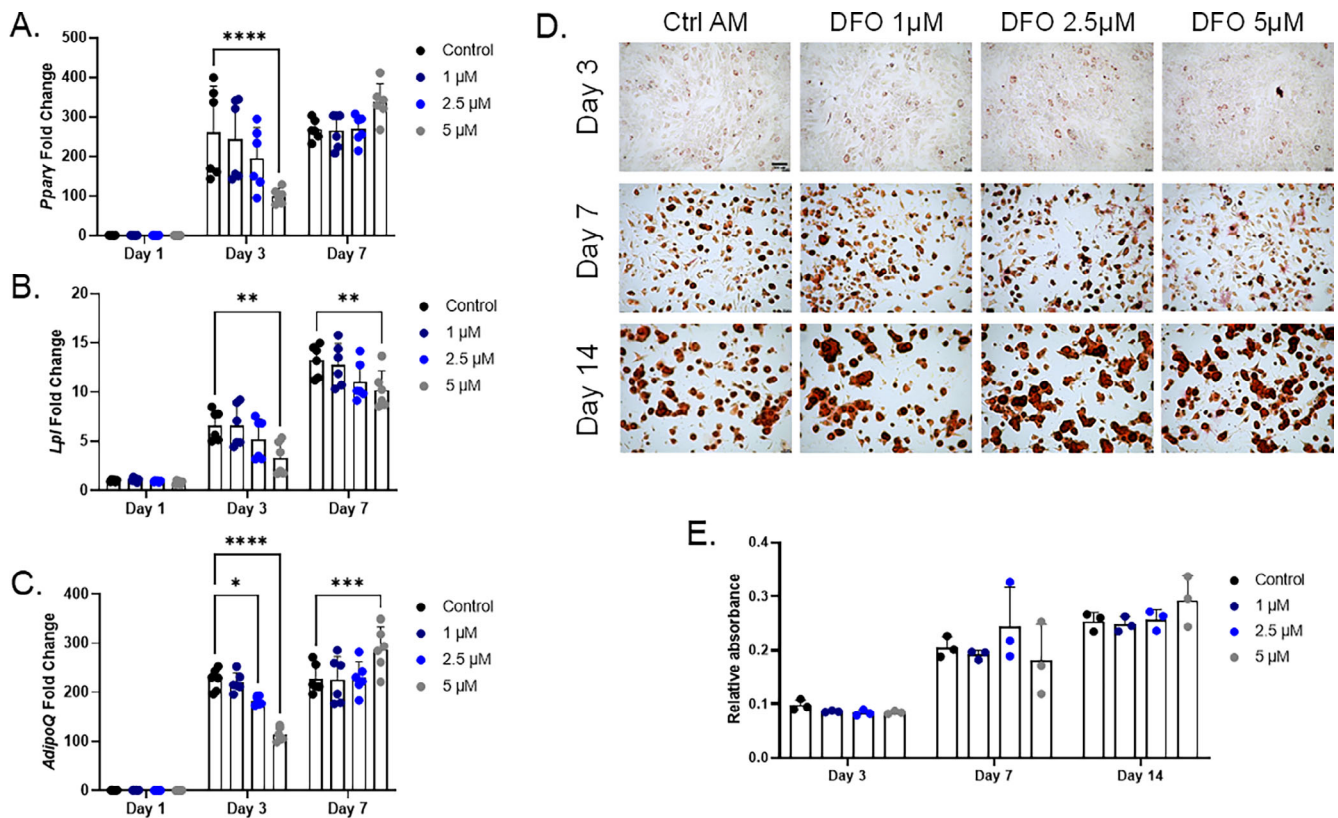 A.
Pparγ Fold Change
500
400
300
200
100
0
****
Day 1
Day 3
Day 7
Control
1 µM
2.5 µM
5 µM
B.
Lpl Fold Change
20
15
10
5
0
**
**
Day 1
Day 3
Day 7
Control
1 µM
2.5 µM
5 µM
C.
AdipoQ Fold Change
400
300
200
100
0
****
*
***
Day 1
Day 3
Day 7
Control
1 µM
2.5 µM
5 µM
D.
Ctrl AM
DFO 1µM
DFO 2.5µM
DFO 5µM
Day 3
Day 7
Day 14
E.
Relative absorbance
0.4
0.3
0.2
0.1
0.0
Day 3
Day 7
Day 14
Control
1 µM
2.5 µM
5 µM